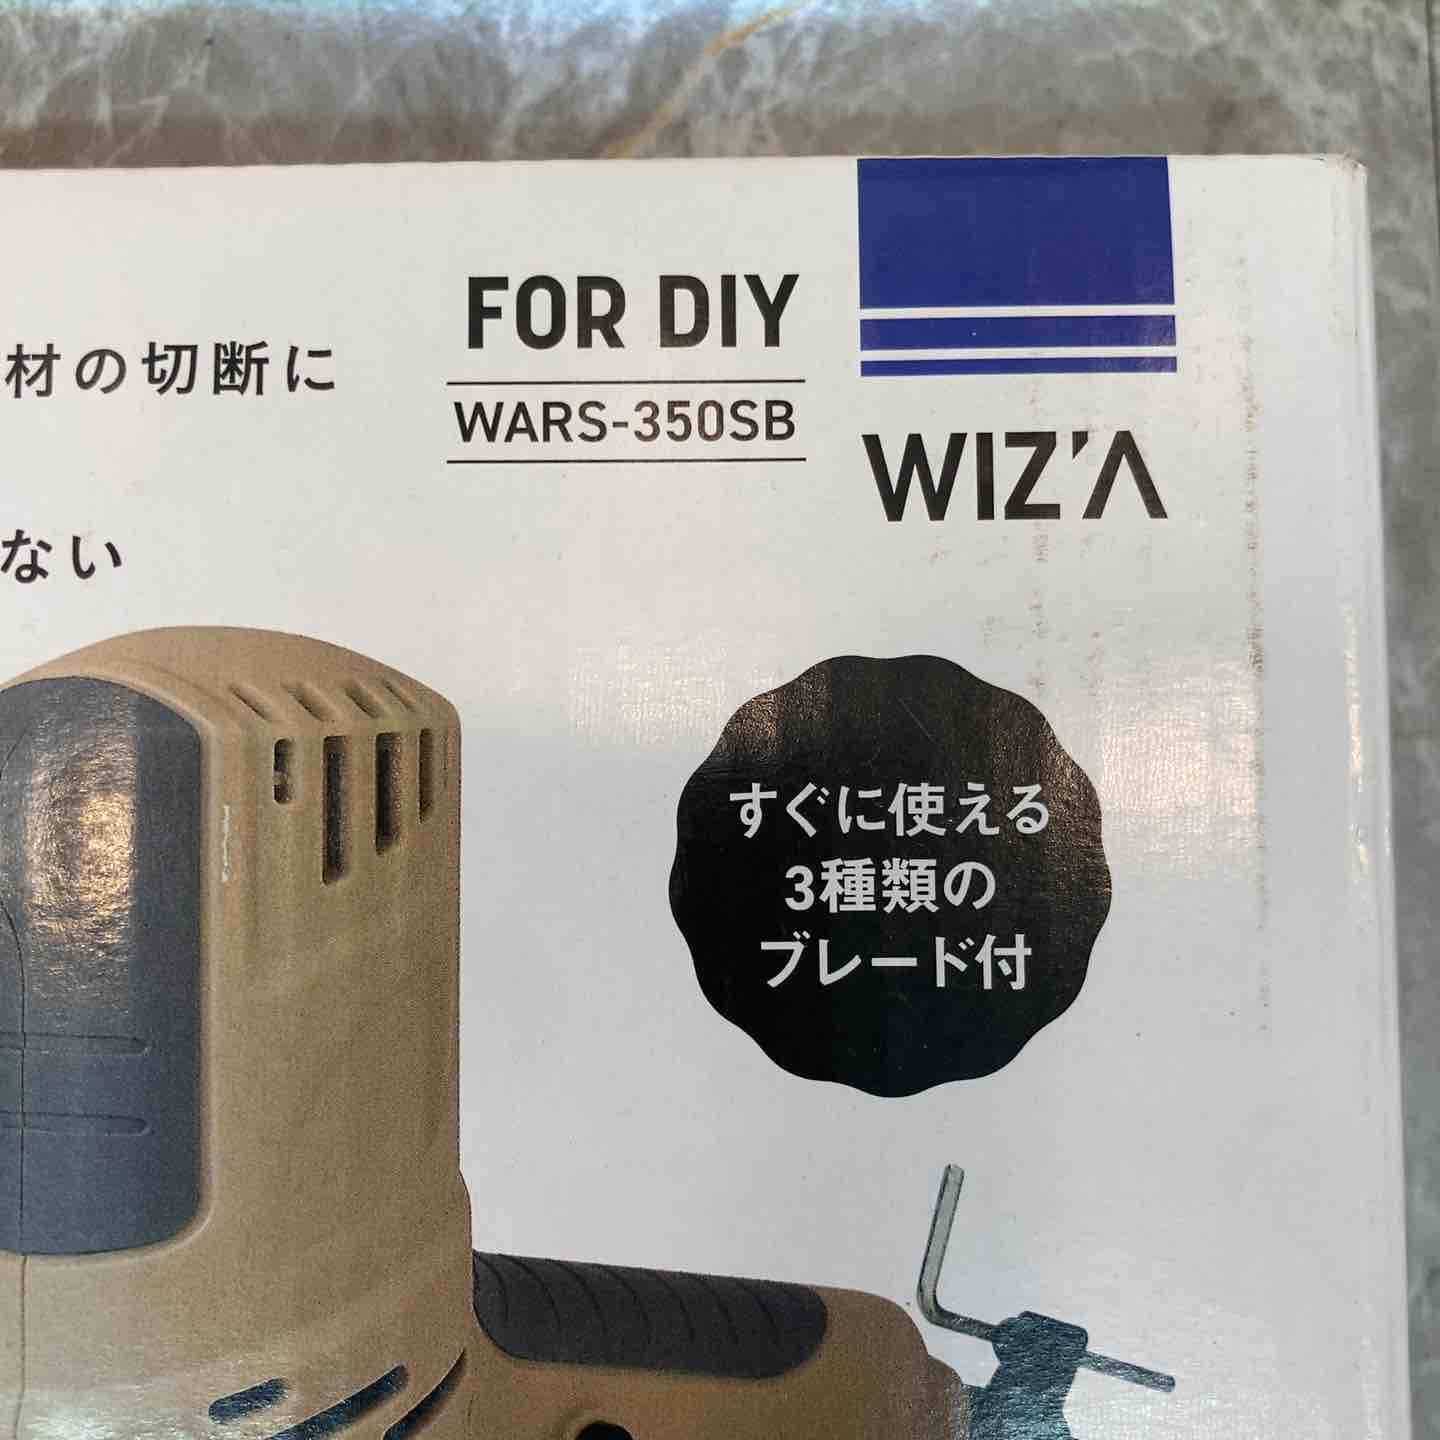 FOR DIY
WARS-350SB
WIZ'A
材の切断に
ない
すぐに使える
3種類の
ブレード付